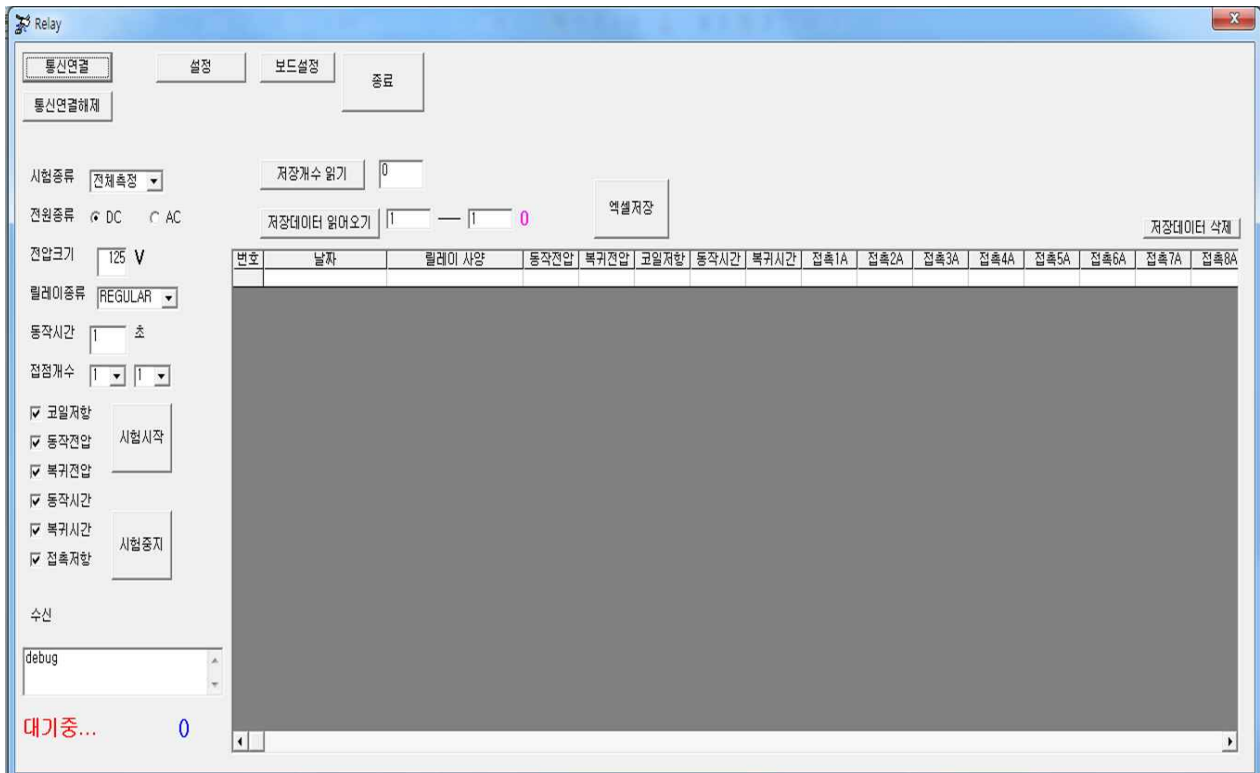 Relay
통신연결 설정 보드설정 종료
통신연결해제
시험종류 전체측정 저장개수 읽기 0
엑셀저장
전원종류 DC AC 저장데이터 읽어오기 1 — 1 0 저장데이터 삭제
전압크기 125 V
번호 날짜 릴레이 사양 동작전압 복귀전압 코일저항 동작시간 복귀시간 접촉1A 접촉2A 접촉3A 접촉4A 접촉5A 접촉6A 접촉7A 접촉8A
릴레이종류 REGULAR
동작시간 1 초
접점개수 1 1
코일저항
시험시작
동작전압
복귀전압
동작시간
복귀시간
시험중지
접촉저항
수신
debug
대기중... 0